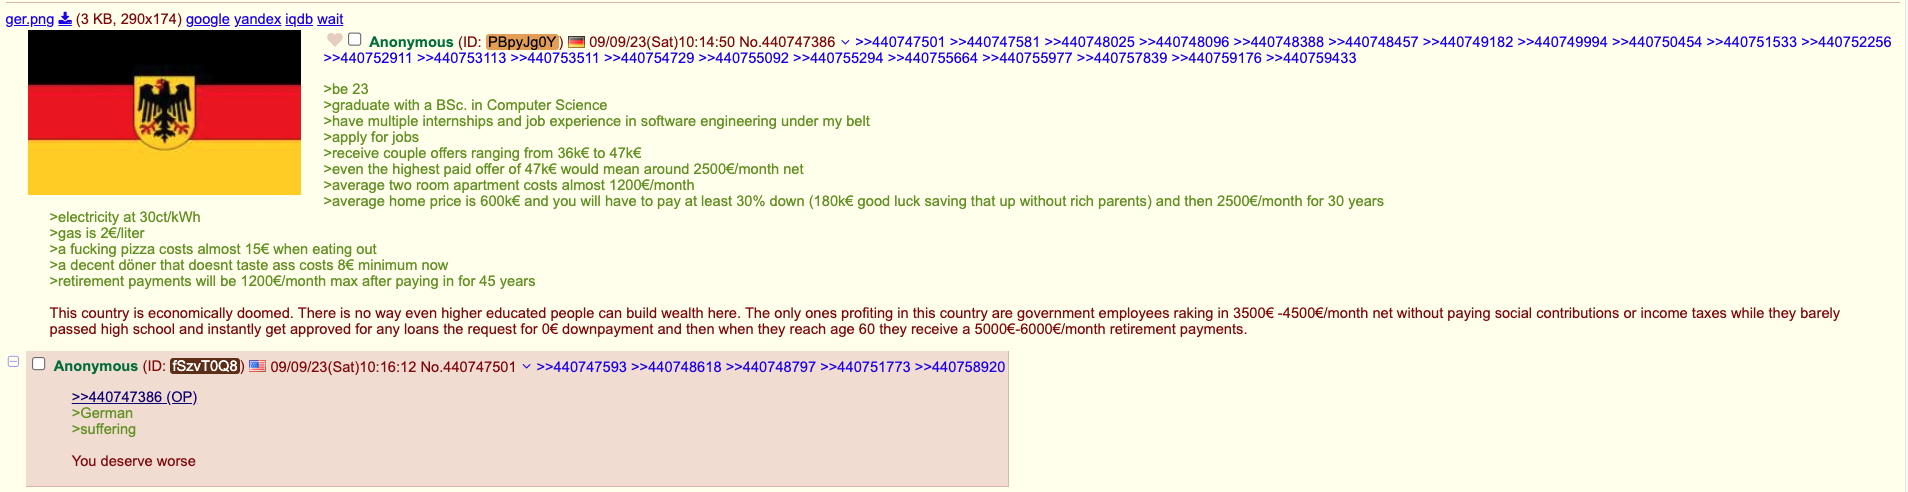 ger.png (3 KB, 290x174) google yandex iqdb wait
Anonymous (ID: PBpyJg0Y) 09/09/23(Sat)10:14:50 No.440747386 >>440747501 >>440747581 >>440748025 >>440748096 >>440748388 >>440748457 >>440749182 >>440749994 >>440750454 >>440751533 >>440752256
>>440752911 >>440753113 >>440753511 >>440754729 >>440755092 >>440755294 >>440755664 >>440755977 >>440757839 >>440759176 >>440759433
>be 23
>graduate with a BSc. in Computer Science
>have multiple internships and job experience in software engineering under my belt
>apply for jobs
>receive couple offers ranging from 36k€ to 47k€
>even the highest paid offer of 47k€ would mean around 2500€/month net
>average two room apartment costs almost 1200€/month
>average home price is 600k€ and you will have to pay at least 30% down (180k€ good luck saving that up without rich parents) and then 2500€/month for 30 years
>electricity at 30ct/kWh
>gas is 2€/liter
>a fucking pizza costs almost 15€ when eating out
>a decent döner that doesnt taste ass costs 8€ minimum now
>retirement payments will be 1200€/month max after paying in for 45 years
This country is economically doomed. There is no way even higher educated people can build wealth here. The only ones profiting in this country are government employees raking in 3500€ -4500€/month net without paying social contributions or income taxes while they barely
passed high school and instantly get approved for any loans the request for 0€ downpayment and then when they reach age 60 they receive a 5000€-6000€/month retirement payments.
Anonymous (ID: fSzvT0Q8) 09/09/23(Sat)10:16:12 No.440747501 >>440747593 >>440748618 >>440748797 >>440751773 >>440758920
>>440747386 (OP)
>German
>suffering
You deserve worse